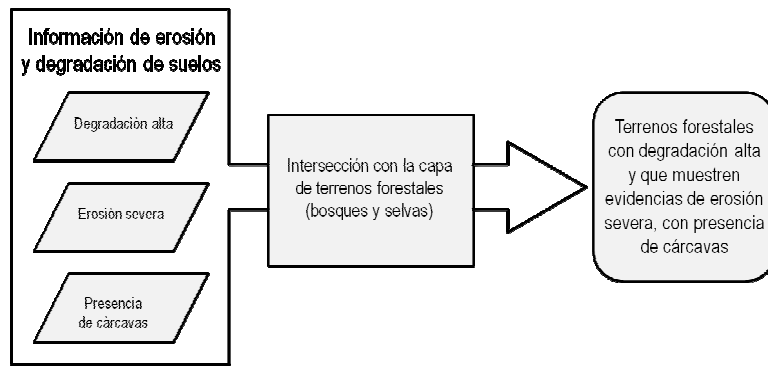 Información de erosión
y degradación de suelos
Degradación alta
Erosión severa
Presencia
de càrcavas
Intersección con la capa
de terrenos forestales
(bosques y selvas)
Terrenos forestales
con degradación alta
y que muestren
evidencias de erosión
severa, con presencia
de cárcavas